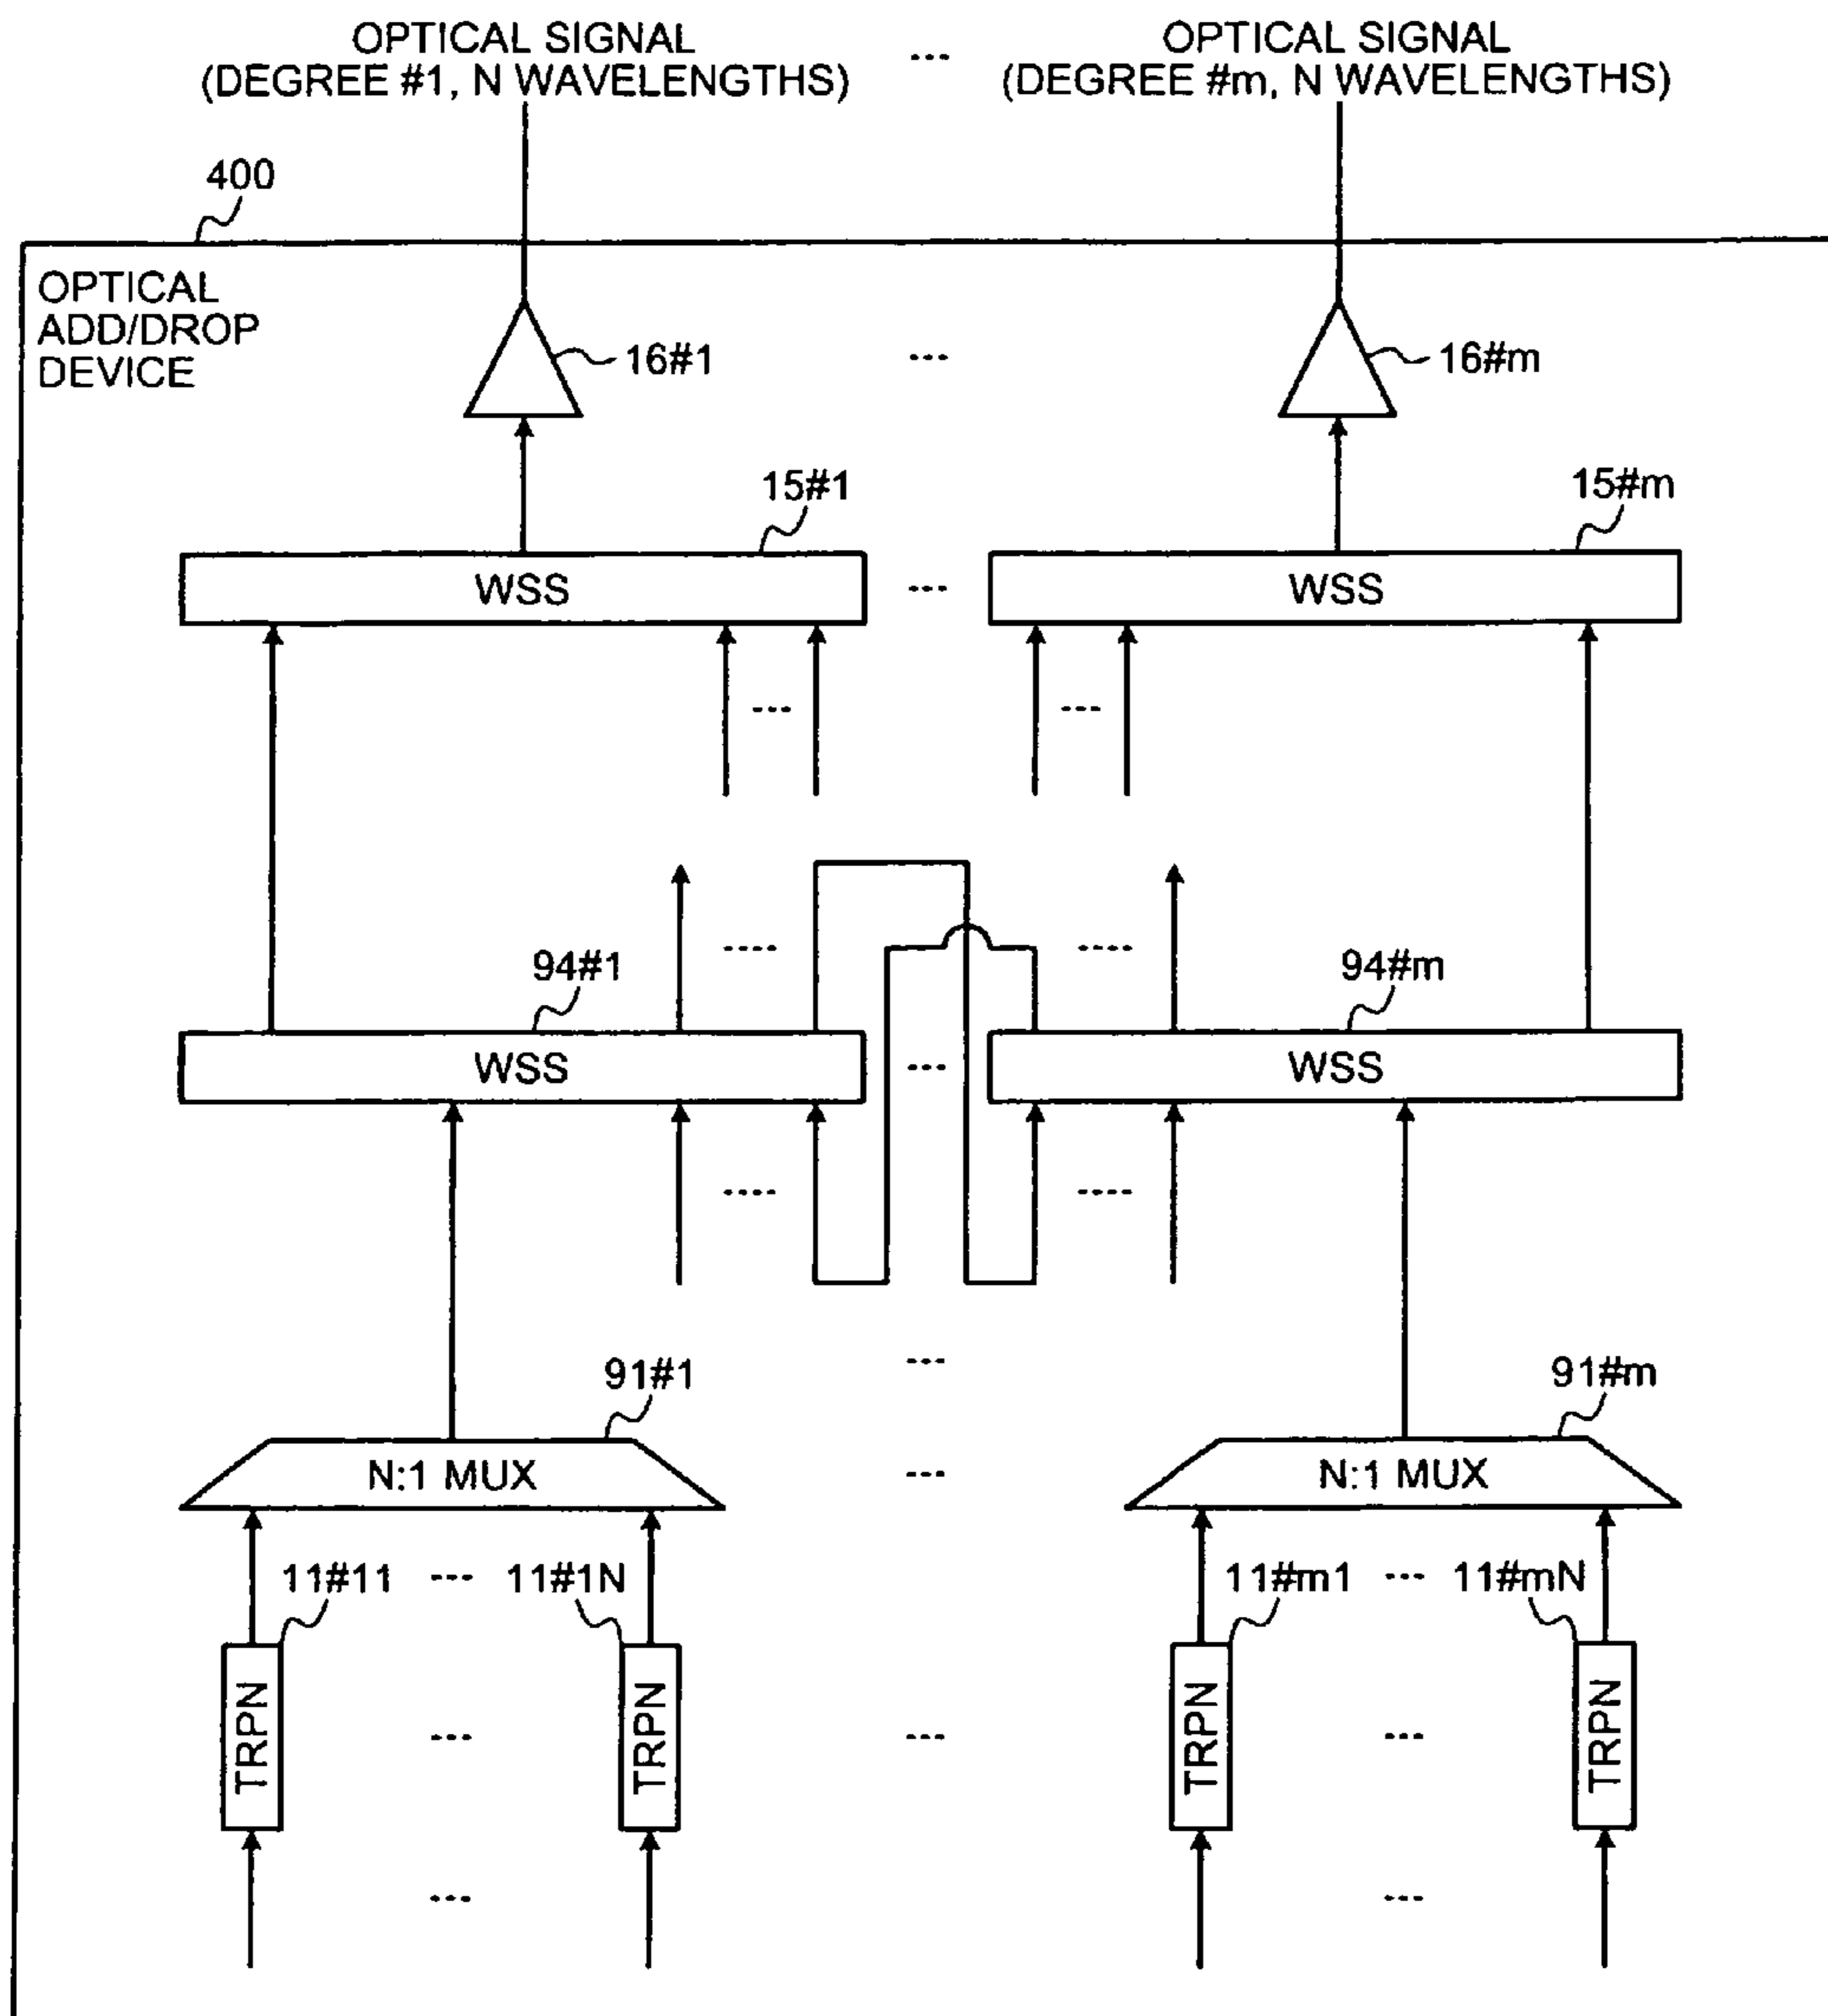 OPTICAL SIGNAL
(DEGREE #1, N WAVELENGTHS)
...
OPTICAL SIGNAL
(DEGREE #m, N WAVELENGTHS)
400
OPTICAL
ADD/DROP
DEVICE
16#1
...
16#m
15#1
15#m
WSS
...
WSS
...
...
....
....
94#1
94#m
WSS
...
WSS
....
....
...
91#1
91#m
N:1 MUX
...
N:1 MUX
11#11
...
11#1N
11#m1
...
11#mN
TRPN
...
TRPN
...
TRPN
...
TRPN
...
...